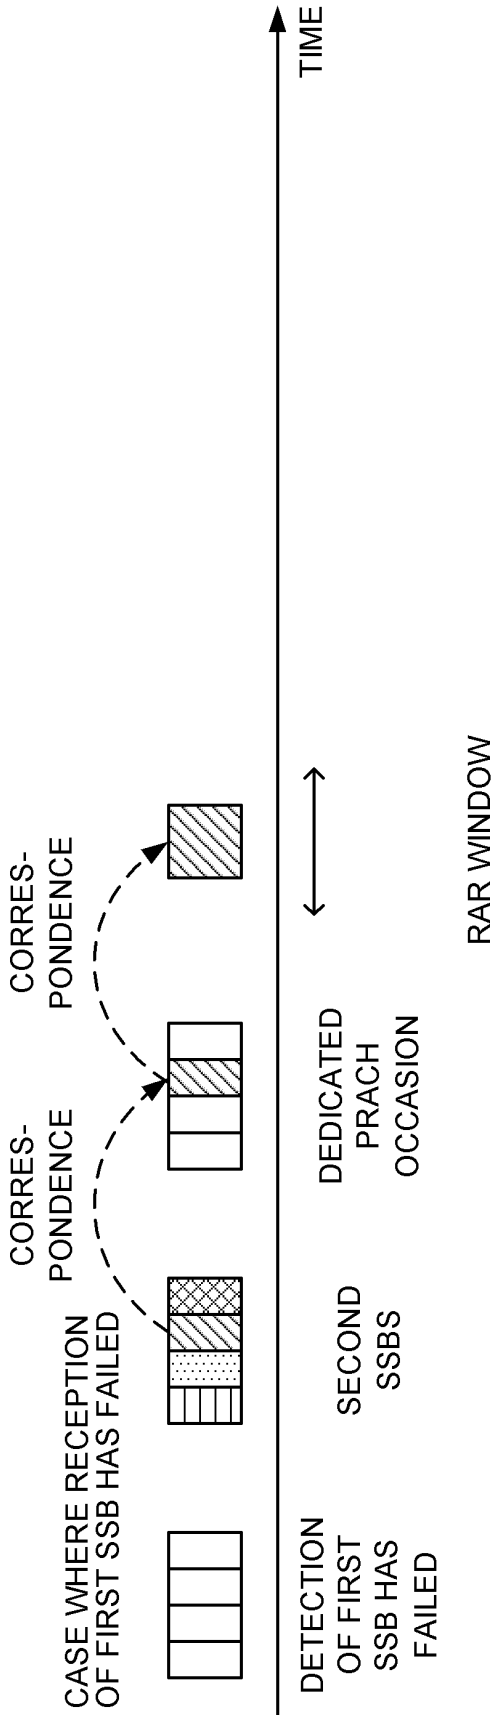 CASE WHERE RECEPTION
OF FIRST SSB HAS FAILED
CORRES-
PONDENCE
CORRES-
PONDENCE
DETECTION
OF FIRST
SSB HAS
FAILED
SECOND
SSBS
DEDICATED
PRACH
OCCASION
RAR WINDOW
TIME